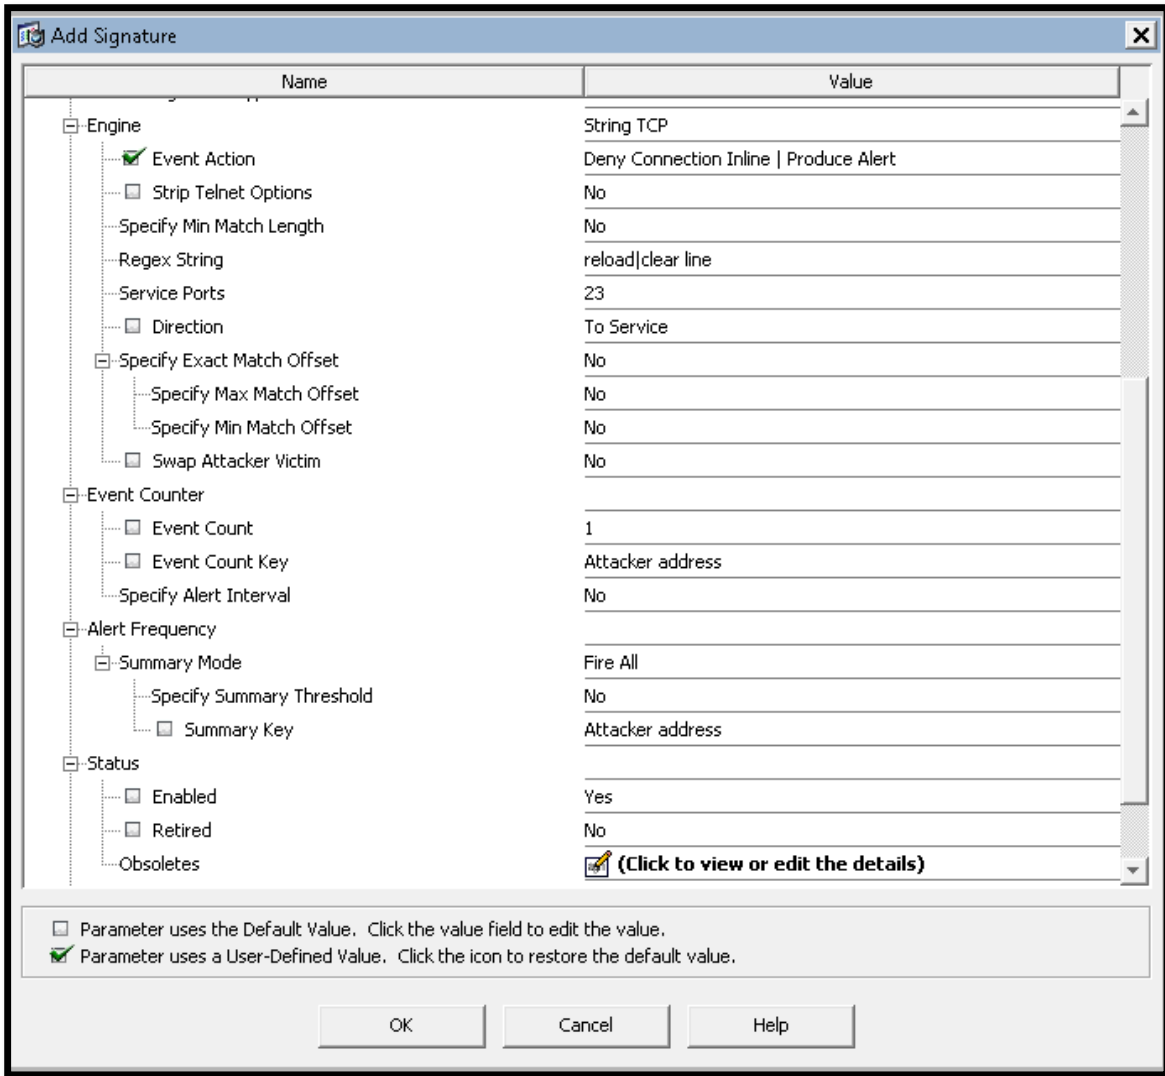 Add Signature
Name Value
Engine String TCP
Event Action Deny Connection Inline | Produce Alert
Strip Telnet Options No
Specify Min Match Length No
Regex String reload|clear line
Service Ports 23
Direction To Service
Specify Exact Match Offset No
Specify Max Match Offset No
Specify Min Match Offset No
Swap Attacker Victim No
Event Counter
Event Count 1
Event Count Key Attacker address
Specify Alert Interval No
Alert Frequency
Summary Mode Fire All
Specify Summary Threshold No
Summary Key Attacker address
Status
Enabled Yes
Retired No
Obsoletes (Click to view or edit the details)
Parameter uses the Default Value. Click the value field to edit the value.
Parameter uses a User-Defined Value. Click the icon to restore the default value.
OK Cancel Help